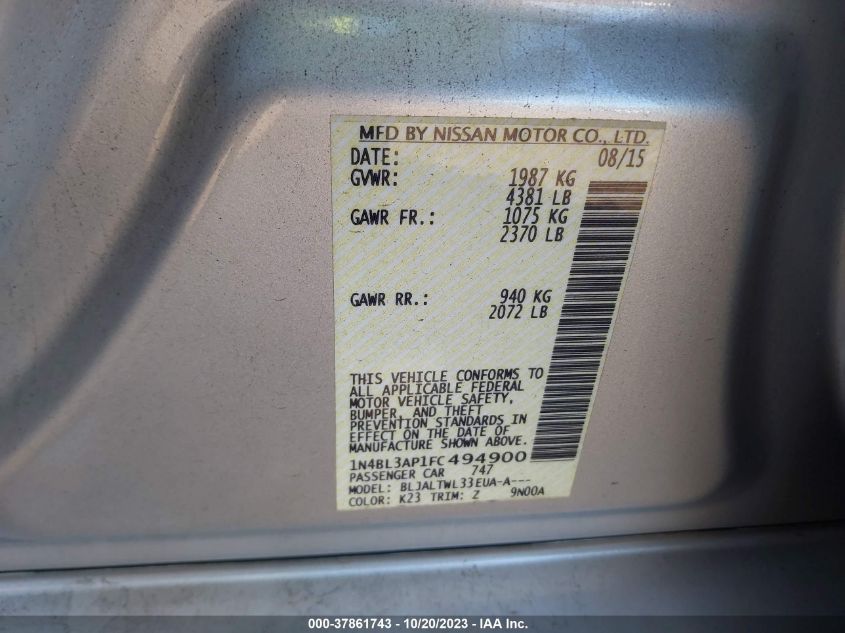 MFD BY NISSAN MOTOR CO., LTD.
DATE: 08/15
GVWR: 1987 KG
4381 LB
GAWR FR.: 1075 KG
2370 LB
GAWR RR.: 940 KG
2072 LB
THIS VEHICLE CONFORMS TO
ALL APPLICABLE FEDERAL
MOTOR VEHICLE SAFETY,
BUMPER, AND THEFT
PREVENTION STANDARDS IN
EFFECT ON THE DATE OF
MANUFACTURE SHOWN ABOVE.
1N4BL3AP1FC494900
PASSENGER CAR 747
MODEL: BLJALTWL33EUA-A---
COLOR: K23 TRIM: Z 9N00A
000-37861743 - 10/20/2023 - IAA Inc.